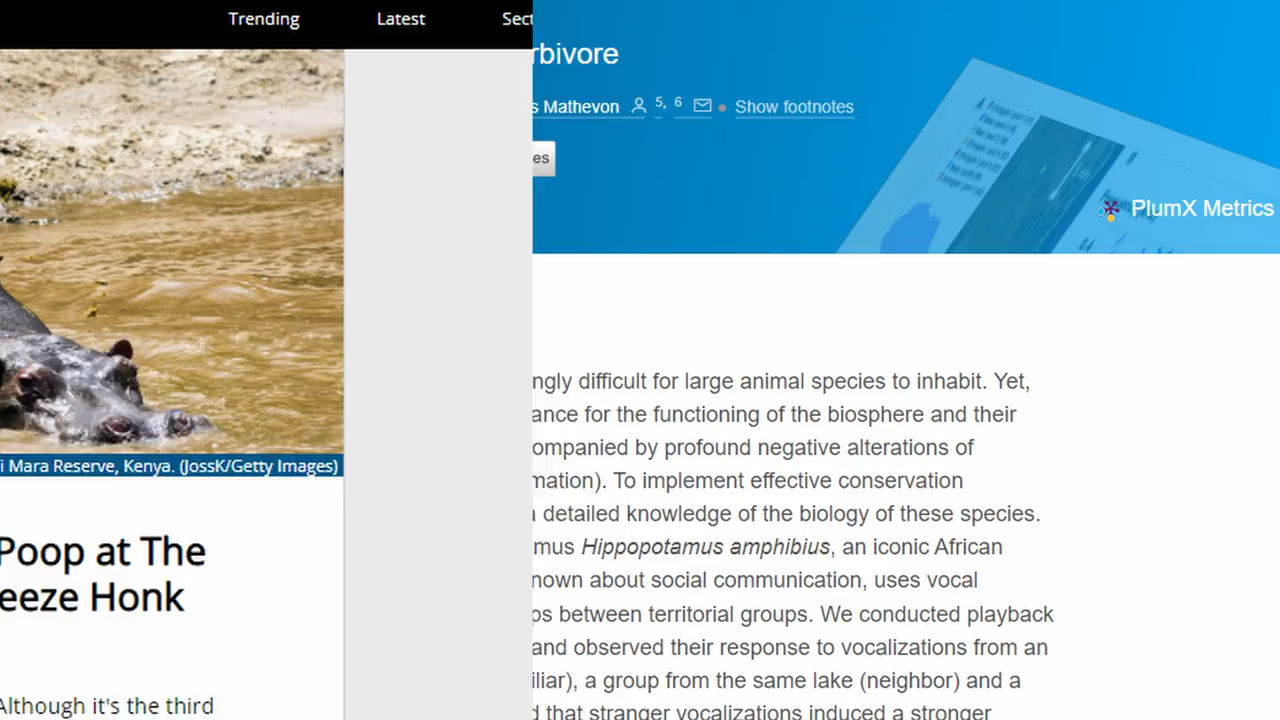 Trending Latest Sect
i Mara Reserve, Kenya. (JossK/Getty Images)
Poop at The
eeze Honk
Although it's the third
rbivore
s Mathevon 5, 6 Show footnotes
es
PlumX Metrics
ngly difficult for large animal species to inhabit. Yet,
ance for the functioning of the biosphere and their
ompanied by profound negative alterations of
mation). To implement effective conservation
a detailed knowledge of the biology of these species.
mus Hippopotamus amphibius, an iconic African
nown about social communication, uses vocal
ps between territorial groups. We conducted playback
and observed their response to vocalizations from an
iliar), a group from the same lake (neighbor) and a
d that stranger vocalizations induced a stronger